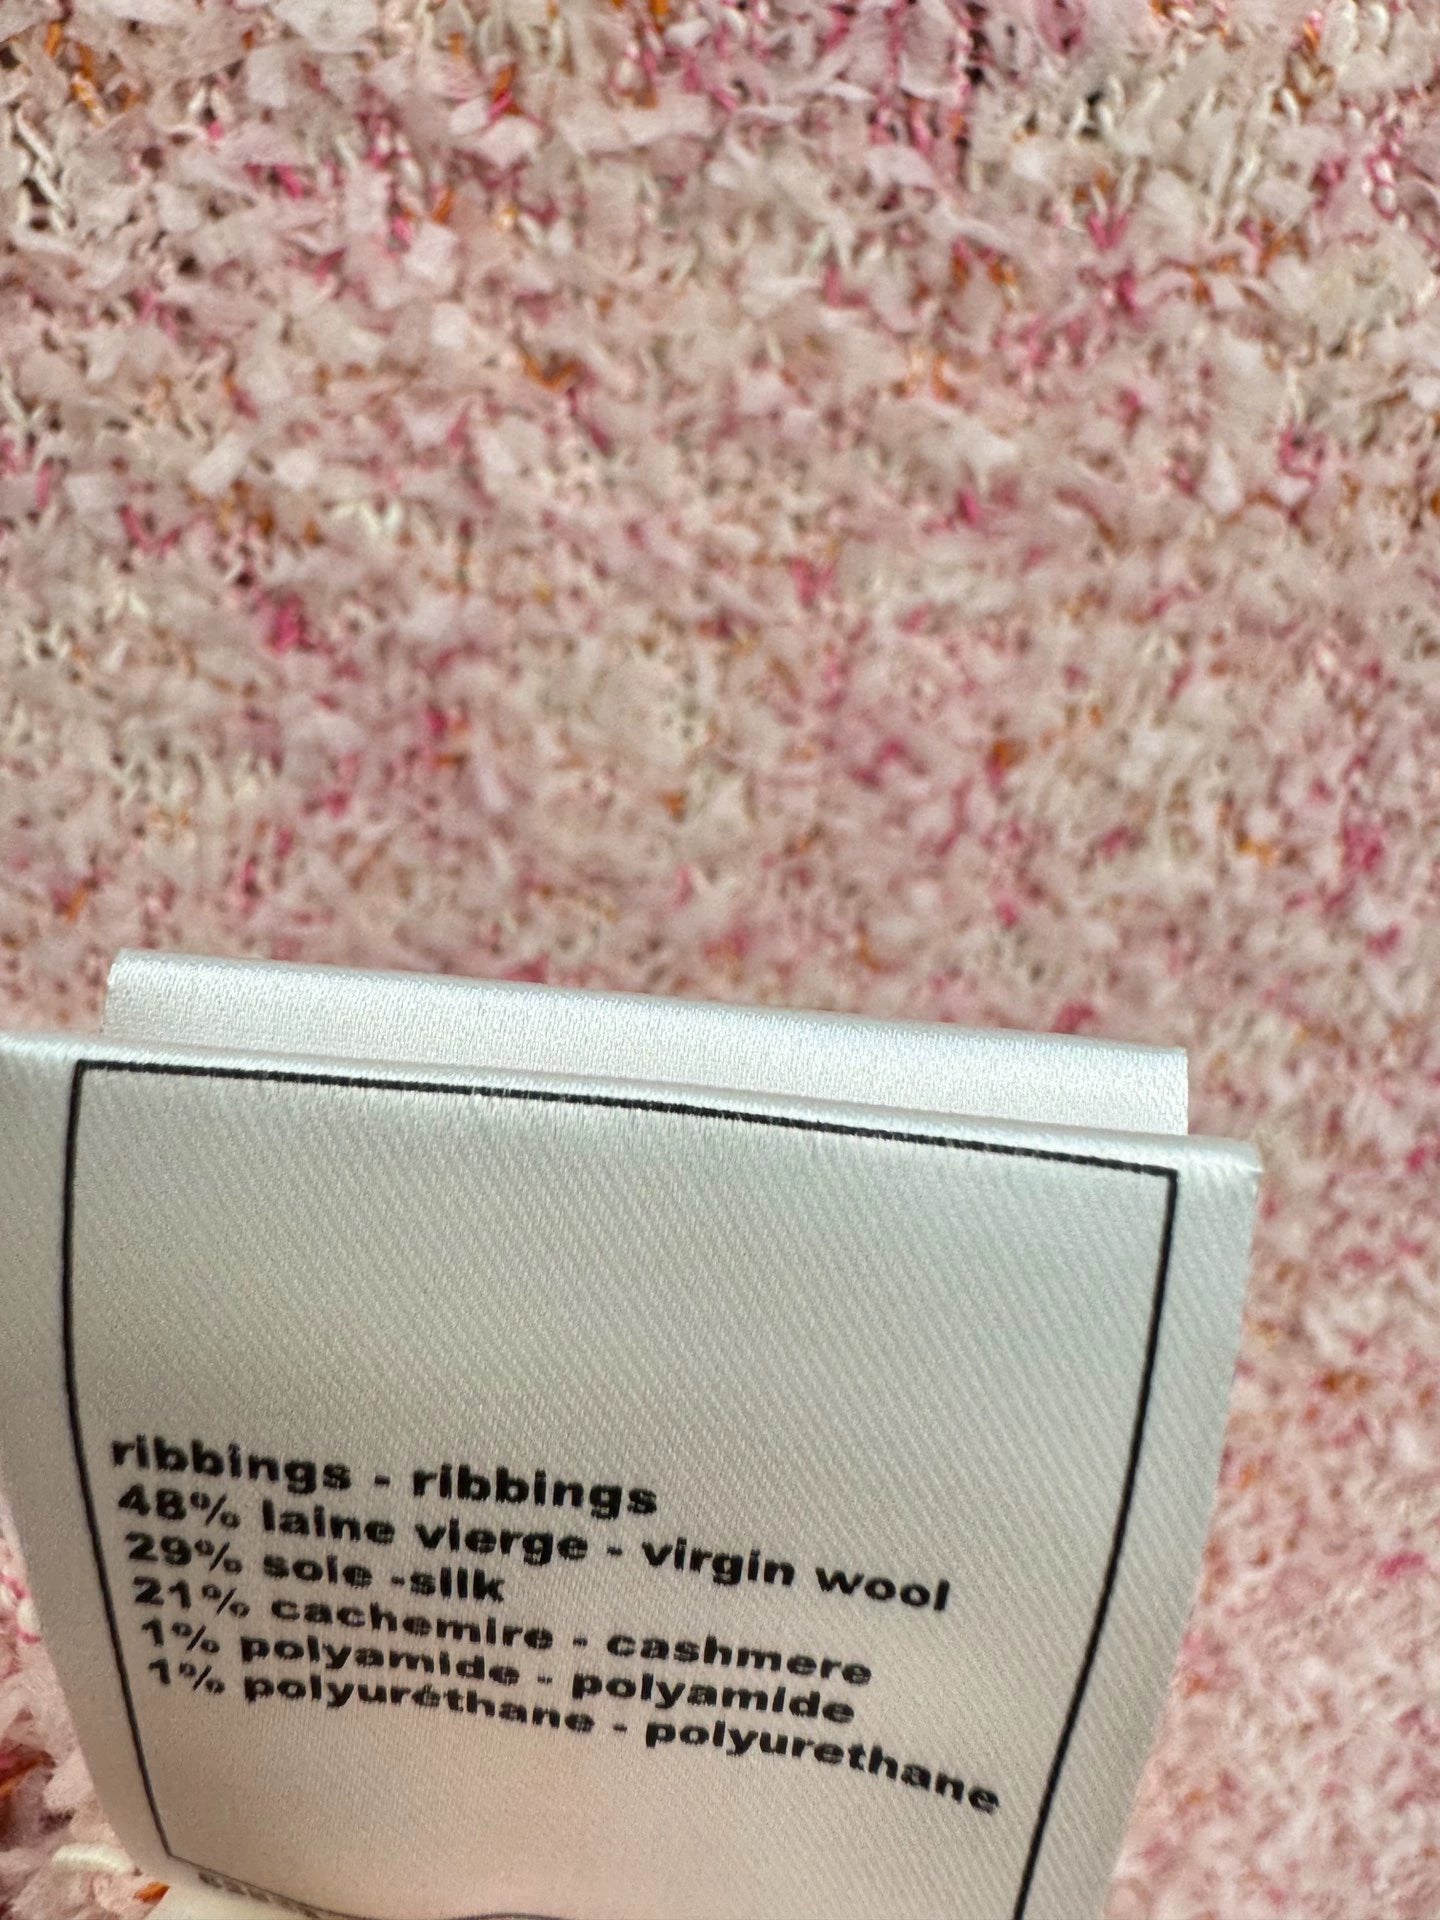 ribbings - ribbings
48% laine vierge - virgin wool
29% soie -silk
21% cachemire - cashmere
1% polyamide - polyamide
1% polyuréthane - polyurethane